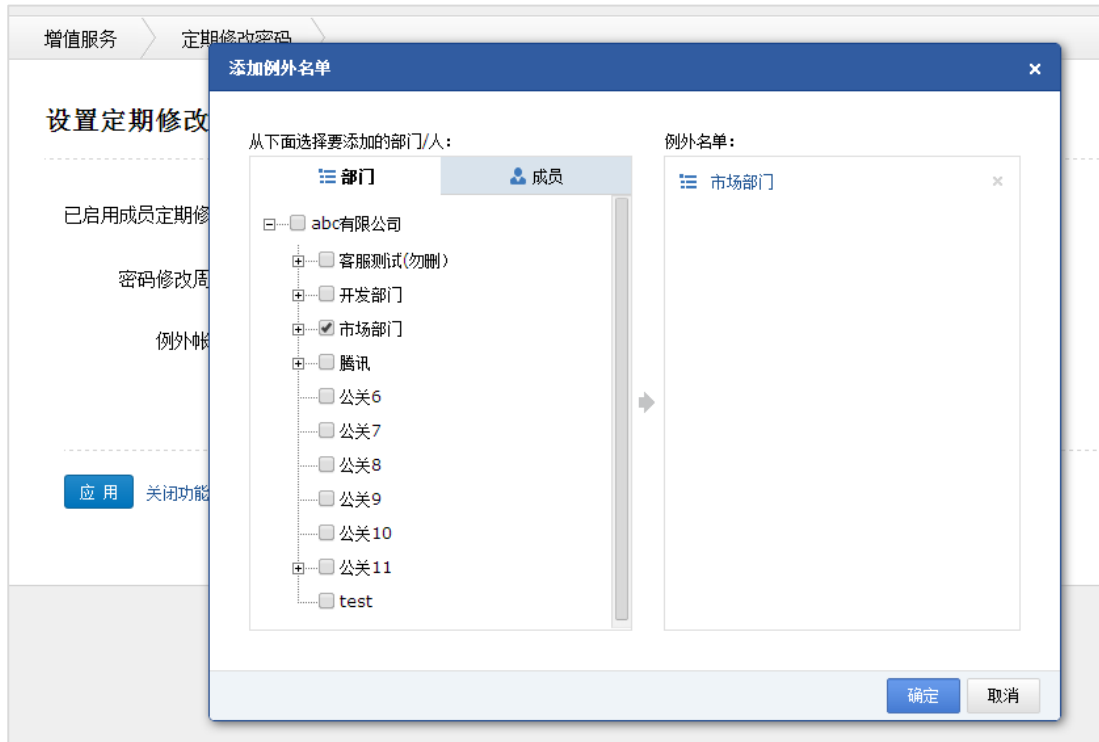 增值服务
定期修改密码
添加例外名单
设置定期修改
从下面选择要添加的部门/人：
例外名单：
部门
成员
市场部门
已启用成员定期修
abc有限公司
客服测试(勿删)
密码修改周
开发部门
市场部门
例外帐
腾讯
公关6
公关7
公关8
应 用
关闭功能
公关9
公关10
公关11
test
确定
取消